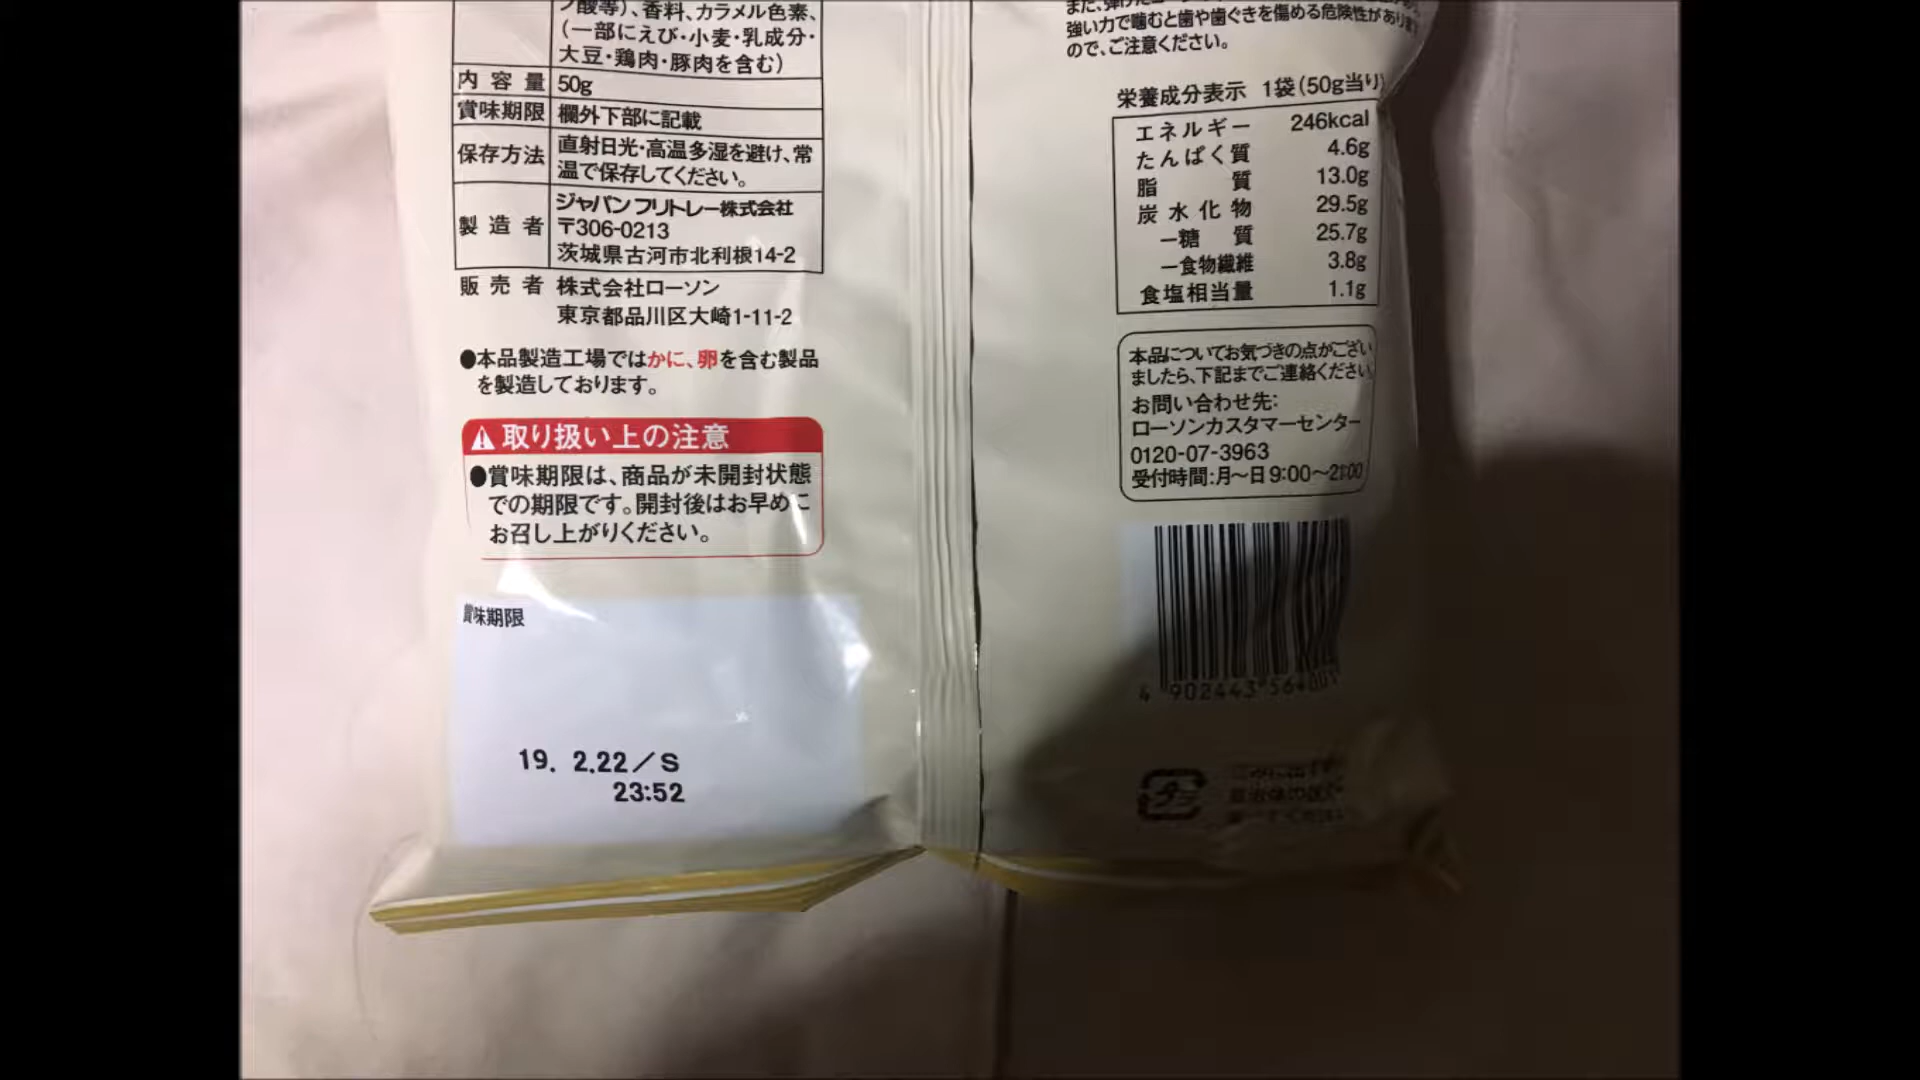 ノ酸等)、香料、カラメル色素、
(一部にえび・小麦・乳成分・
大豆・鶏肉・豚肉を含む)
内容量 50g
賞味期限 欄外下部に記載
保存方法 直射日光・高温多湿を避け、常
温で保存してください。
製造者 ジャパンフリトレー株式会社
〒306-0213
茨城県古河市北利根14-2
販売者 株式会社ローソン
東京都品川区大崎1-11-2
●本品製造工場ではかに、卵を含む製品
を製造しております。
取り扱い上の注意
●賞味期限は、商品が未開封状態
での期限です。開封後はお早めに
お召し上がりください。
賞味期限
19. 2.22/S
23:52
また、弾けた
強い力で噛むと歯や歯ぐきを傷める危険性があります
ので、ご注意ください。
栄養成分表示 1袋(50g当り)
エネルギー 246kcal
たんぱく質 4.6g
脂質 13.0g
炭水化物 29.5g
ー糖質 25.7g
ー食物繊維 3.8g
食塩相当量 1.1g
本品についてお気づきの点がござい
ましたら、下記までご連絡ください
お問い合わせ先:
ローソンカスタマーセンター
0120-07-3963
受付時間:月〜日9:00〜21:00
4 902443 56
プラ